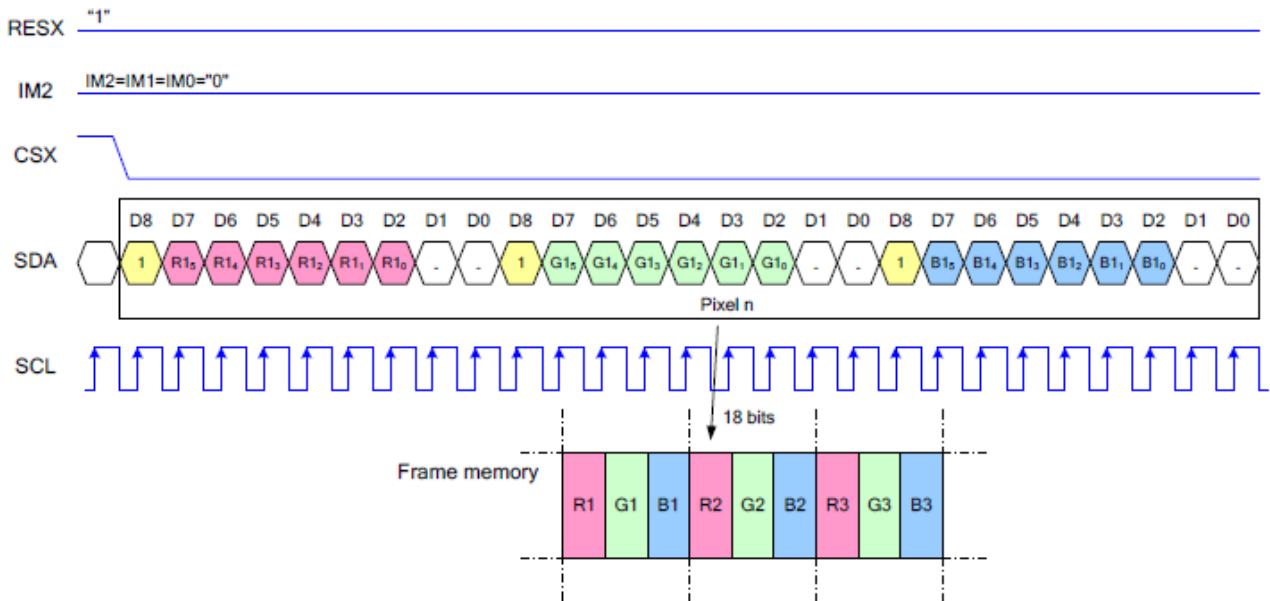 RESX “1”
IM2 IM2=IM1=IM0="0"
CSX
D8 D7 D6 D5 D4 D3 D2 D1 D0 D8 D7 D6 D5 D4 D3 D2 D1 D0 D8 D7 D6 D5 D4 D3 D2 D1 D0
SDA 1 R1₅ R1₄ R1₃ R1₂ R1₁ R1₀ - - 1 G1₅ G1₄ G1₃ G1₂ G1₁ G1₀ - - 1 B1₅ B1₄ B1₃ B1₂ B1₁ B1₀ - -
Pixel n
SCL
18 bits
Frame memory
R1 G1 B1 R2 G2 B2 R3 G3 B3